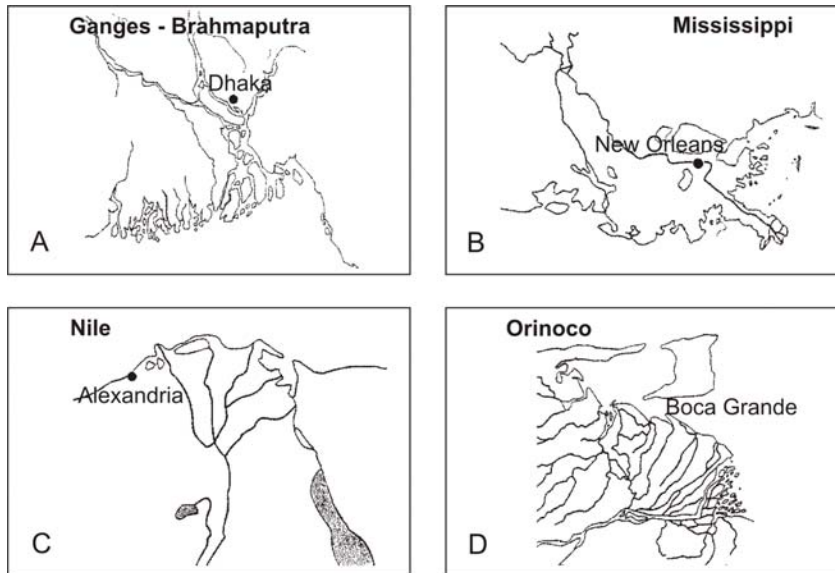 Ganges - Brahmaputra
Dhaka
A
Mississippi
New Orleans
B
Nile
Alexandria
C
Orinoco
Boca Grande
D